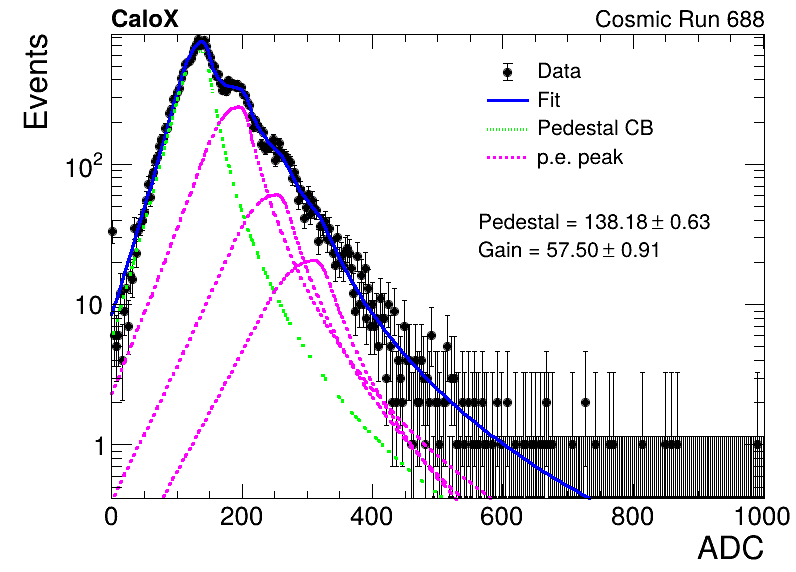 CaloX Cosmic Run 688
Events
Data
Fit
Pedestal CB
p.e. peak
Pedestal = 138.18 ± 0.63
Gain = 57.50 ± 0.91
10²
10
1
0 200 400 600 800 1000
ADC